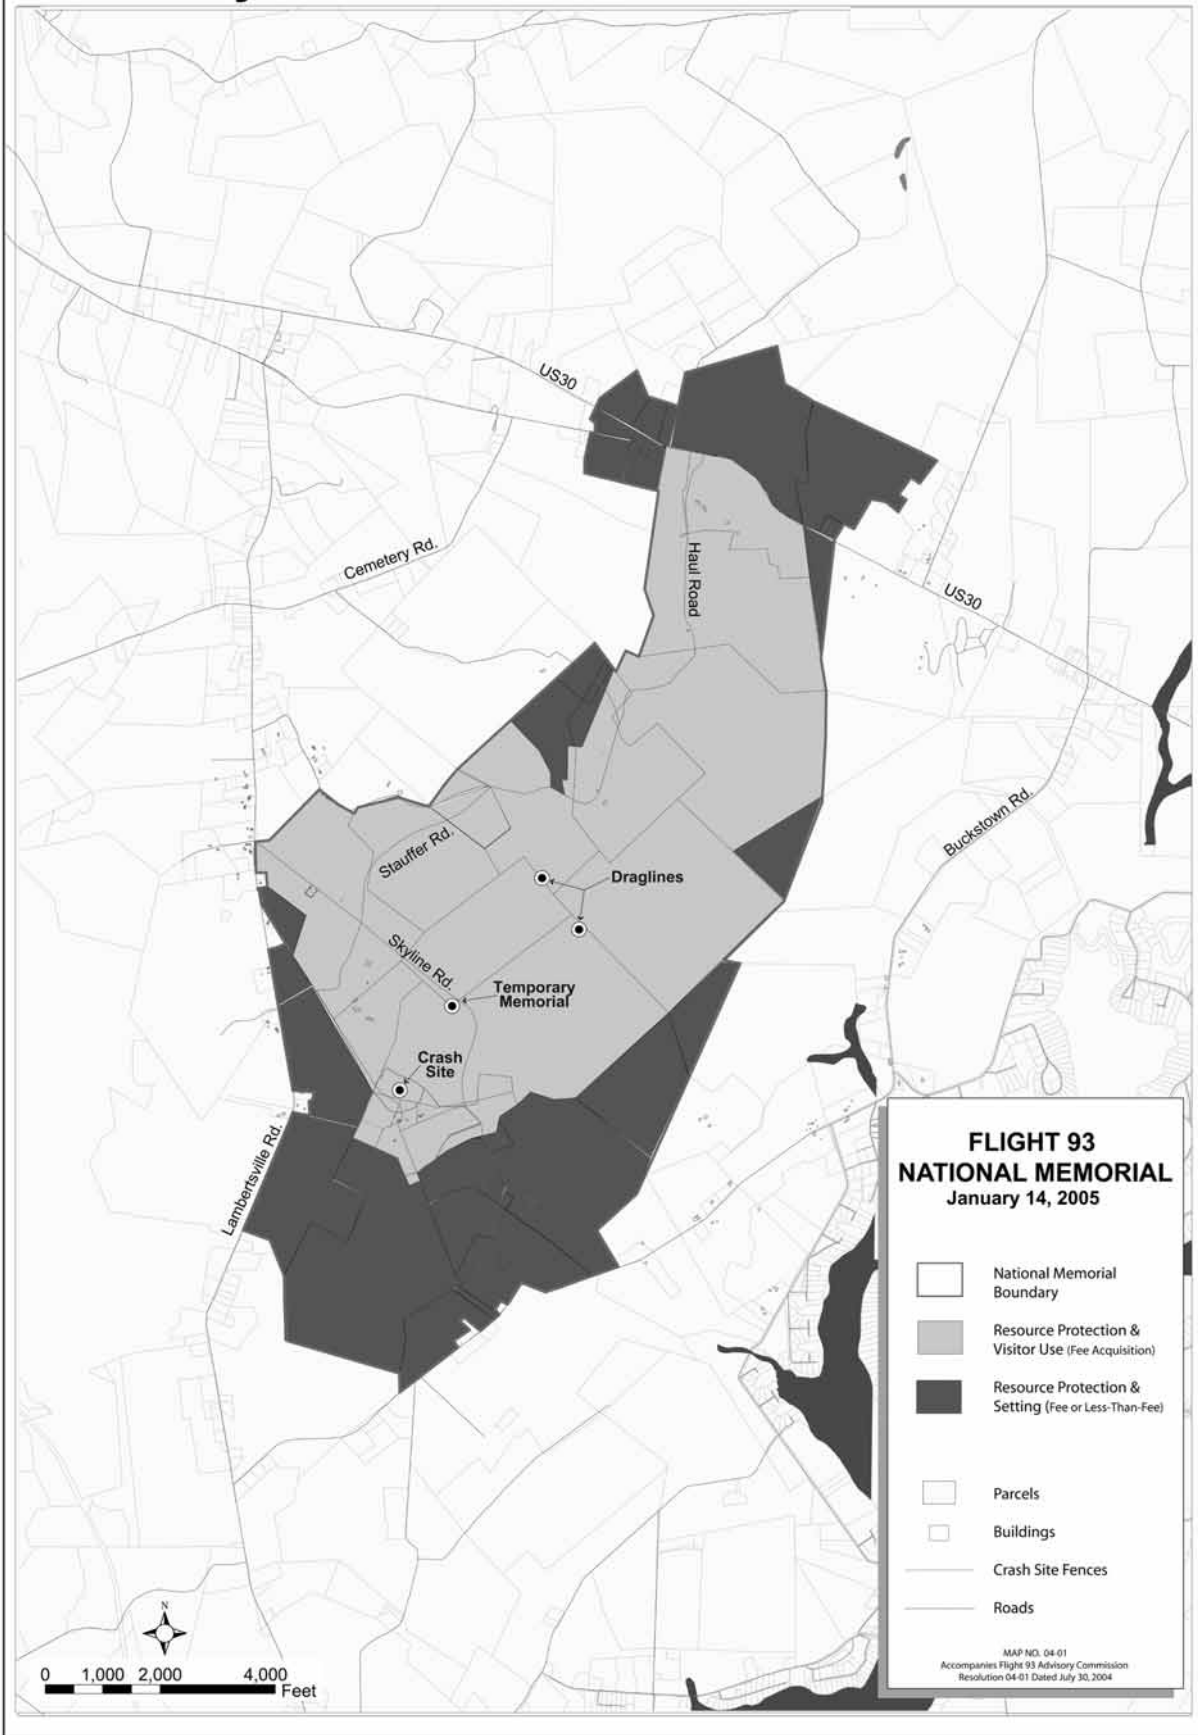 US30
Cemetery Rd.
Haul Road
US30
Buckstown Rd.
Stauffer Rd.
Draglines
Skyline Rd.
Temporary
Memorial
Crash
Site
Lambertsville Rd.
FLIGHT 93
NATIONAL MEMORIAL
January 14, 2005
National Memorial
Boundary
Resource Protection &
Visitor Use (Fee Acquisition)
Resource Protection &
Setting (Fee or Less-Than-Fee)
Parcels
Buildings
Crash Site Fences
Roads
MAP NO. 04-01
Accompanies Flight 93 Advisory Commission
Resolution 04-01 Dated July 30, 2004
N
0 1,000 2,000 4,000
Feet